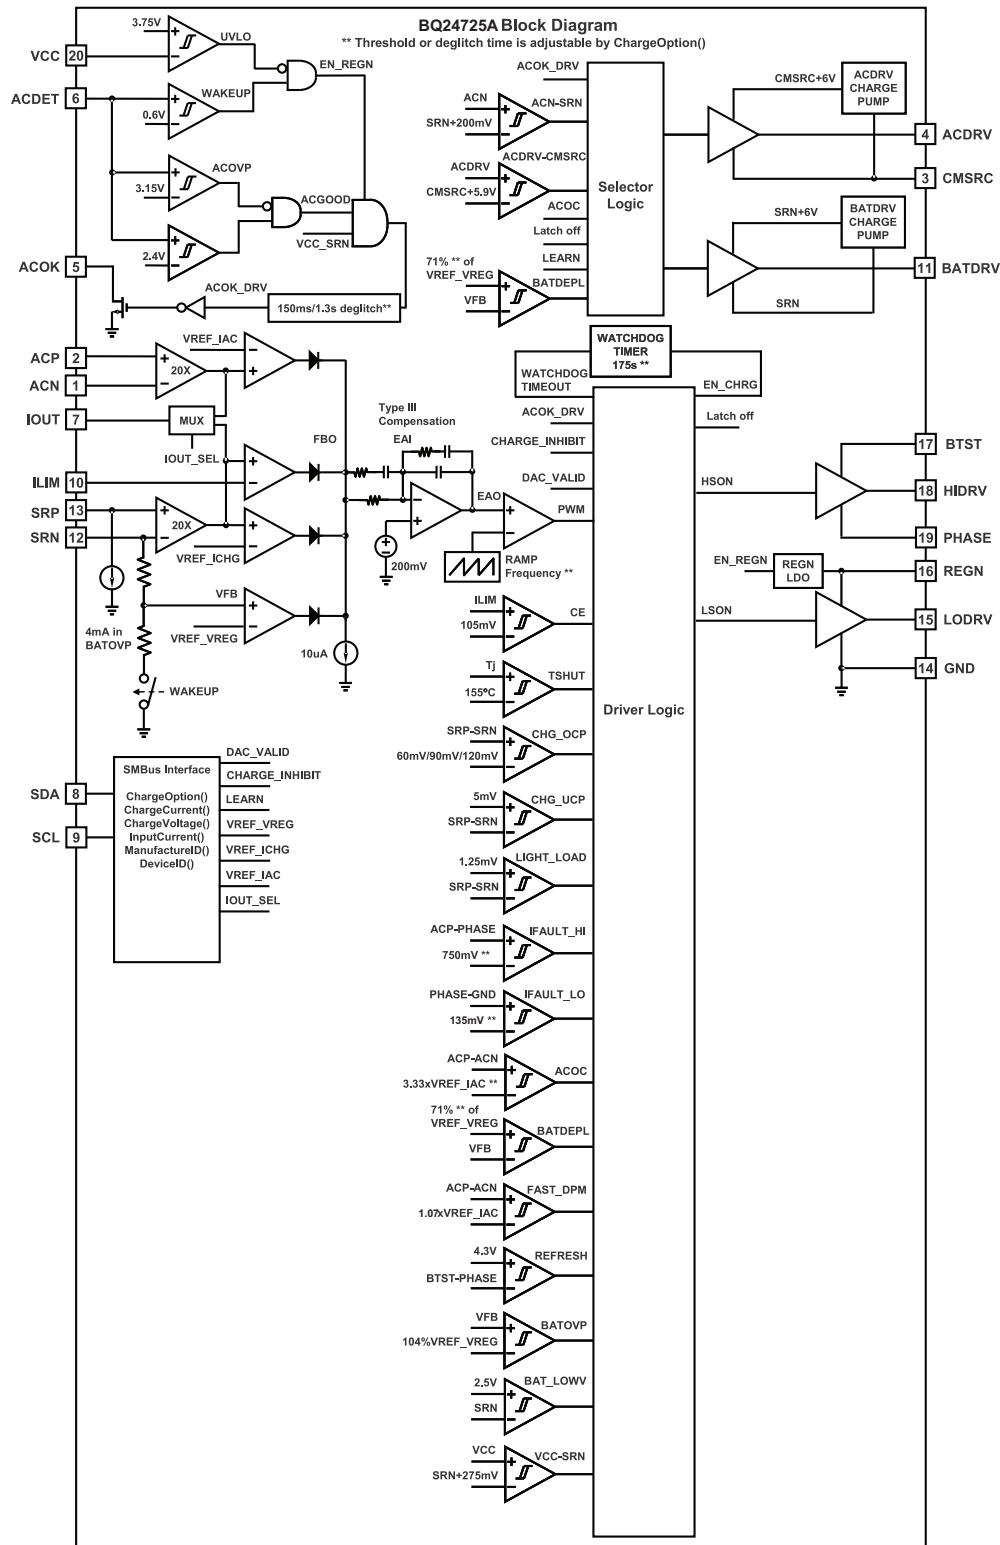 BQ24725A Block Diagram
** Threshold or deglitch time is adjustable by ChargeOption()
3.75V
UVLO
VCC 20
EN_REGN
ACDET 6
WAKEUP
0.6V
ACOVP
3.15V
ACGOOD
VCC_SRN
2.4V
ACOK 5
ACOK_DRV
150ms/1.3s deglitch**
ACOK_DRV
ACN
ACN-SRN
SRN+200mV
ACDRV
ACDRV-CMSRC
CMSRC+5.9V
ACOC
Latch off
LEARN
71% ** of
VREF_VREG
BATDEPL
VFB
Selector
Logic
CMSRC+6V
ACDRV
CHARGE
PUMP
4 ACDRV
3 CMSRC
SRN+6V
BATDRV
CHARGE
PUMP
11 BATDRV
SRN
ACP 2
ACN 1
20X
VREF_IAC
IOUT 7
MUX
IOUT_SEL
ILIM 10
SRP 13
SRN 12
20X
VREF_ICHG
FBO
VFB
VREF_VREG
4mA in
BATOVP
WAKEUP
10uA
Type III
Compensation
EAI
EAO
200mV
RAMP
Frequency **
PWM
WATCHDOG
TIMER
175s **
WATCHDOG
TIMEOUT
EN_CHRG
ACOK_DRV
Latch off
CHARGE_INHIBIT
DAC_VALID
Driver Logic
HSON
17 BTST
18 HIDRV
19 PHASE
EN_REGN
REGN
LDO
16 REGN
LSON
15 LODRV
14 GND
ILIM
CE
105mV
Tj
TSHUT
155°C
SRP-SRN
CHG_OCP
60mV/90mV/120mV
5mV
CHG_UCP
SRP-SRN
1.25mV
LIGHT_LOAD
SRP-SRN
ACP-PHASE
IFAULT_HI
750mV **
PHASE-GND
IFAULT_LO
135mV **
ACP-ACN
ACOC
3.33xVREF_IAC **
71% ** of
VREF_VREG
BATDEPL
VFB
ACP-ACN
FAST_DPM
1.07xVREF_IAC
4.3V
REFRESH
BTST-PHASE
VFB
BATOVP
104%VREF_VREG
2.5V
BAT_LOWV
SRN
VCC
VCC-SRN
SRN+275mV
SDA 8
SCL 9
SMBus Interface
ChargeOption()
ChargeCurrent()
ChargeVoltage()
InputCurrent()
ManufactureID()
DeviceID()
DAC_VALID
CHARGE_INHIBIT
LEARN
VREF_VREG
VREF_ICHG
VREF_IAC
IOUT_SEL